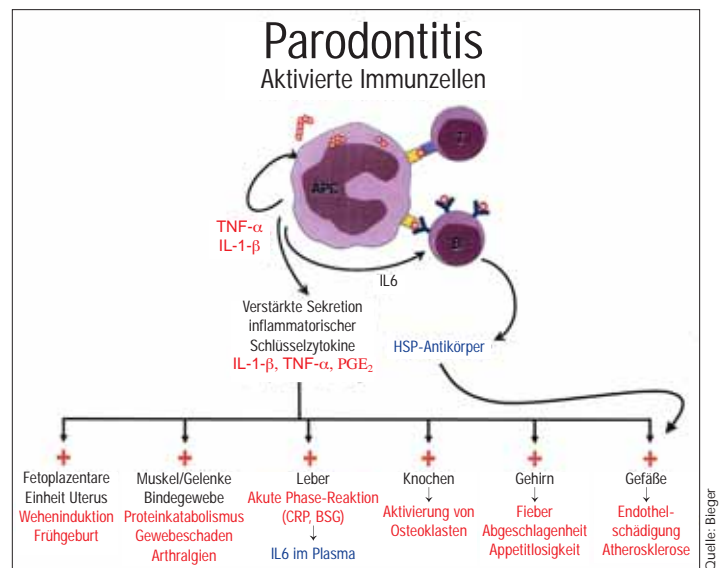 Parodontitis
Aktivierte Immunzellen
T
APC
B
TNF-α
IL-1-β
IL6
Verstärkte Sekretion
inflammatorischer
Schlüsselzytokine
IL-1-β, TNF-α, PGE₂
HSP-Antikörper
+ + + + + +
Fetoplazentare
Einheit Uterus
Weheninduktion
Frühgeburt
Muskel/Gelenke
Bindegewebe
Proteinkatabolismus
Gewebeschaden
Arthralgien
Leber
Akute Phase-Reaktion
(CRP, BSG)
↓
IL6 im Plasma
Knochen
↓
Aktivierung von
Osteoklasten
Gehirn
↓
Fieber
Abgeschlagenheit
Appetitlosigkeit
Gefäße
↓
Endothel-
schädigung
Atherosklerose
Quelle: Bieger